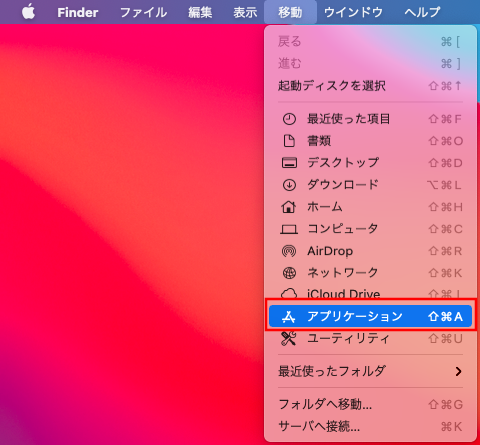 Finder ファイル 編集 表示 移動 ウインドウ ヘルプ
戻る ⌘[
進む ⌘]
起動ディスクを選択 ⇧⌘↑
最近使った項目 ⇧⌘F
書類 ⇧⌘O
デスクトップ ⇧⌘D
ダウンロード ⌥⌘L
ホーム ⇧⌘H
コンピュータ ⇧⌘C
AirDrop ⇧⌘R
ネットワーク ⇧⌘K
iCloud Drive ⇧⌘I
アプリケーション ⇧⌘A
ユーティリティ ⇧⌘U
最近使ったフォルダ
フォルダへ移動... ⇧⌘G
サーバへ接続... ⌘K